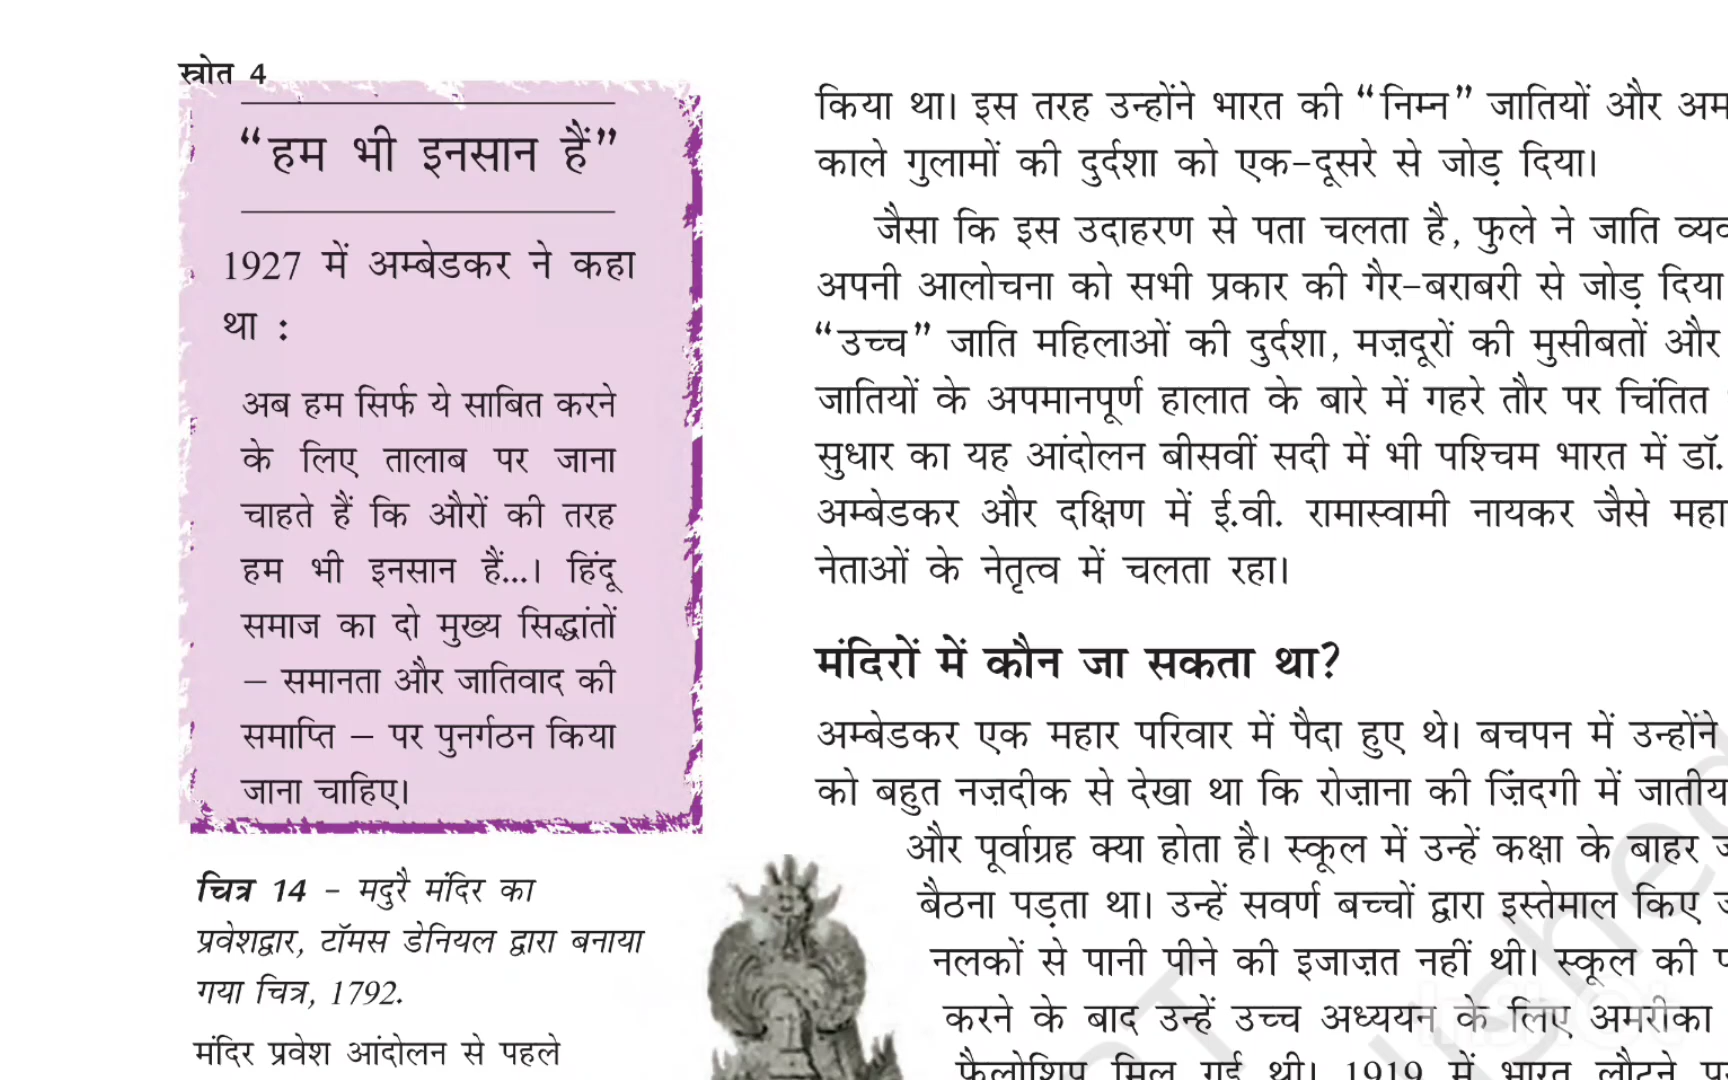 स्त्रोत 4
“हम भी इनसान हैं”
1927 में अम्बेडकर ने कहा
था :
अब हम सिर्फ ये साबित करने
के लिए तालाब पर जाना
चाहते हैं कि औरों की तरह
हम भी इनसान हैं...। हिंदू
समाज का दो मुख्य सिद्धांतों
– समानता और जातिवाद की
समाप्ति – पर पुनर्गठन किया
जाना चाहिए।
चित्र 14 – मदुरै मंदिर का
प्रवेशद्वार, टॉमस डेनियल द्वारा बनाया
गया चित्र, 1792.
मंदिर प्रवेश आंदोलन से पहले
किया था। इस तरह उन्होंने भारत की “निम्न” जातियों और
काले गुलामों की दुर्दशा को एक-दूसरे से जोड़ दिया।
जैसा कि इस उदाहरण से पता चलता है, फुले ने जाति
अपनी आलोचना को सभी प्रकार की गैर-बराबरी से जोड़ दिया
“उच्च” जाति महिलाओं की दुर्दशा, मज़दूरों की मुसीबतों और
जातियों के अपमानपूर्ण हालात के बारे में गहरे तौर पर चिंतित
सुधार का यह आंदोलन बीसवीं सदी में भी पश्चिम भारत में डॉ.
अम्बेडकर और दक्षिण में ई.वी. रामास्वामी नायकर जैसे
नेताओं के नेतृत्व में चलता रहा।
मंदिरों में कौन जा सकता था?
अम्बेडकर एक महार परिवार में पैदा हुए थे। बचपन में उन्होंने
को बहुत नज़दीक से देखा था कि रोज़ाना की ज़िंदगी में जातीय
और पूर्वाग्रह क्या होता है। स्कूल में उन्हें कक्षा के बाहर
बैठना पड़ता था। उन्हें सवर्ण बच्चों द्वारा इस्तेमाल किए
नलकों से पानी पीने की इजाज़त नहीं थी। स्कूल की
करने के बाद उन्हें उच्च अध्ययन के लिए अमरीका
फ़ैलोशिप मिल गई थी। 1919 में भारत लौटने